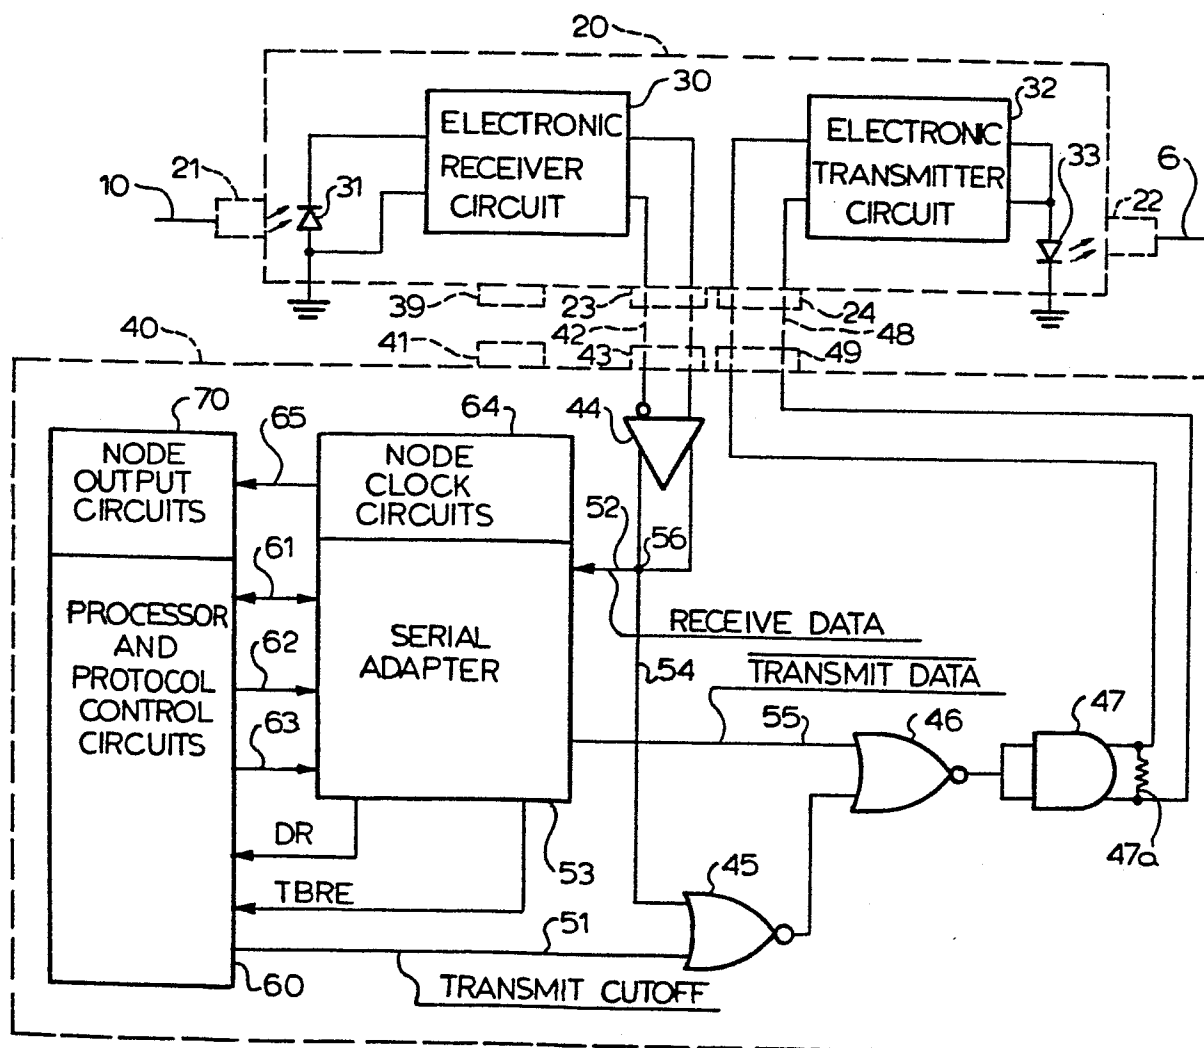 20
30
32
ELECTRONIC
RECEIVER
CIRCUIT
ELECTRONIC
TRANSMITTER
CIRCUIT
33
6
21
10
31
22
39
23
24
42
48
40
41
43
49
70
65
64
44
NODE
OUTPUT
CIRCUITS
NODE
CLOCK
CIRCUITS
52
56
61
PROCESSOR
AND
PROTOCOL
CONTROL
CIRCUITS
62
63
SERIAL
ADAPTER
RECEIVE DATA
54
TRANSMIT DATA
55
46
47
47a
DR
53
TBRE
45
51
60
TRANSMIT CUTOFF